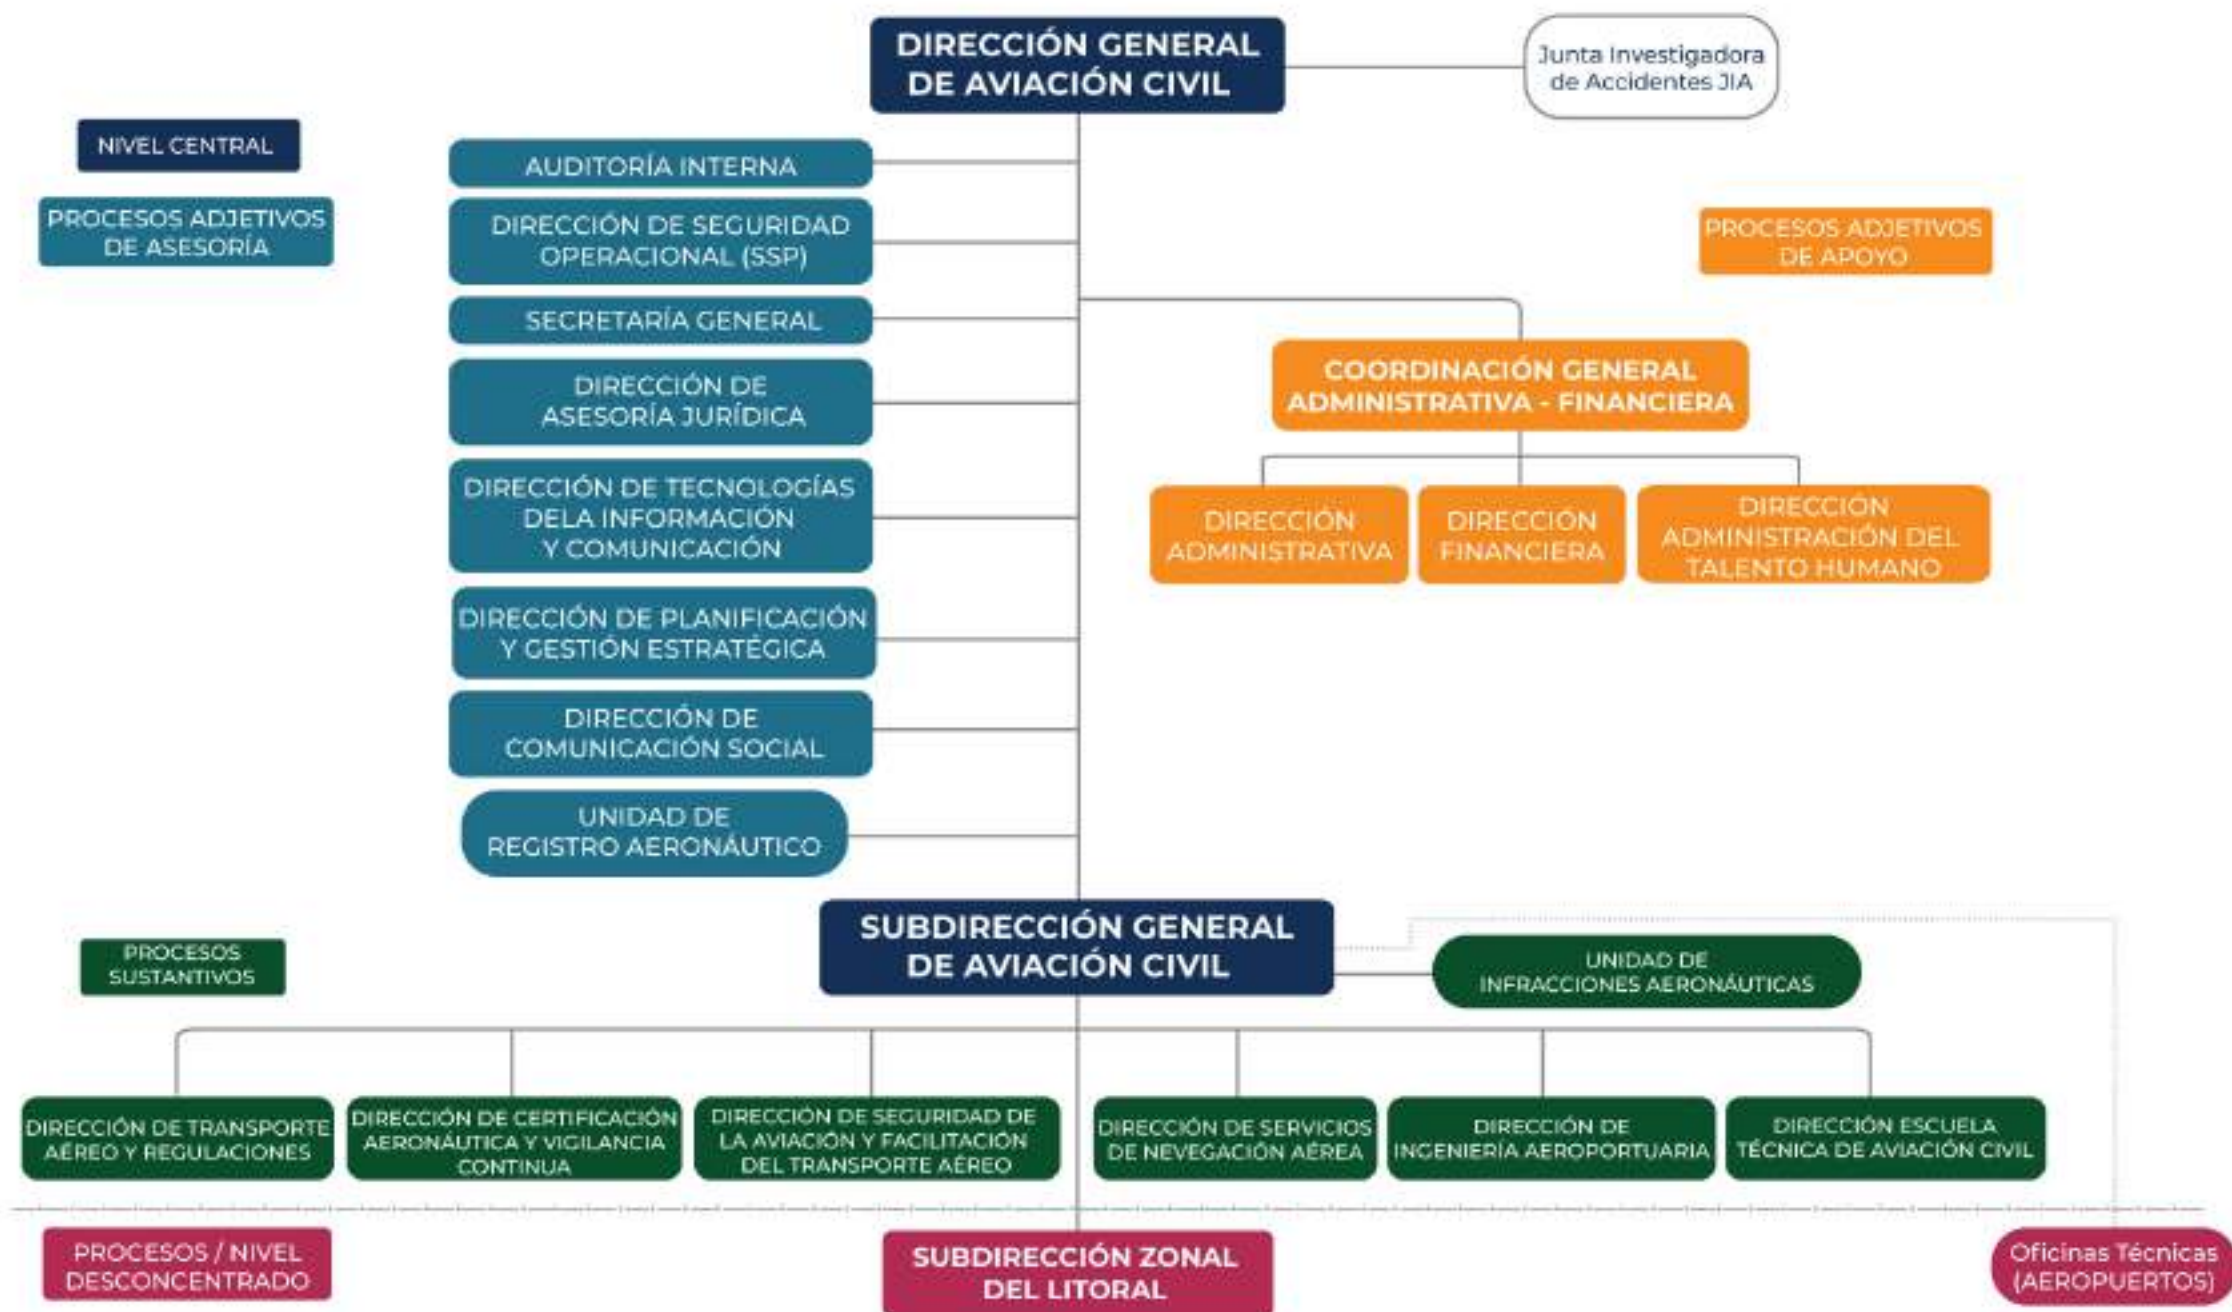 DIRECCIÓN GENERAL
DE AVIACIÓN CIVIL
Junta Investigadora
de Accidentes JIA
NIVEL CENTRAL
PROCESOS ADJETIVOS
DE ASESORÍA
AUDITORÍA INTERNA
DIRECCIÓN DE SEGURIDAD
OPERACIONAL (SSP)
SECRETARÍA GENERAL
DIRECCIÓN DE
ASESORÍA JURÍDICA
DIRECCIÓN DE TECNOLOGÍAS
DELA INFORMACIÓN
Y COMUNICACIÓN
DIRECCIÓN DE PLANIFICACIÓN
Y GESTIÓN ESTRATÉGICA
DIRECCIÓN DE
COMUNICACIÓN SOCIAL
UNIDAD DE
REGISTRO AERONÁUTICO
PROCESOS ADJETIVOS
DE APOYO
COORDINACIÓN GENERAL
ADMINISTRATIVA - FINANCIERA
DIRECCIÓN
ADMINISTRATIVA
DIRECCIÓN
FINANCIERA
DIRECCIÓN
ADMINISTRACIÓN DEL
TALENTO HUMANO
SUBDIRECCIÓN GENERAL
DE AVIACIÓN CIVIL
PROCESOS
SUSTANTIVOS
UNIDAD DE
INFRACCIONES AERONÁUTICAS
DIRECCIÓN DE TRANSPORTE
AÉREO Y REGULACIONES
DIRECCIÓN DE CERTIFICACIÓN
AERONÁUTICA Y VIGILANCIA
CONTINUA
DIRECCIÓN DE SEGURIDAD DE
LA AVIACIÓN Y FACILITACIÓN
DEL TRANSPORTE AÉREO
DIRECCIÓN DE SERVICIOS
DE NEVEGACIÓN AÉREA
DIRECCIÓN DE
INGENIERÍA AEROPORTUARIA
DIRECCIÓN ESCUELA
TÉCNICA DE AVIACIÓN CIVIL
PROCESOS / NIVEL
DESCONCENTRADO
SUBDIRECCIÓN ZONAL
DEL LITORAL
Oficinas Técnicas
(AEROPUERTOS)